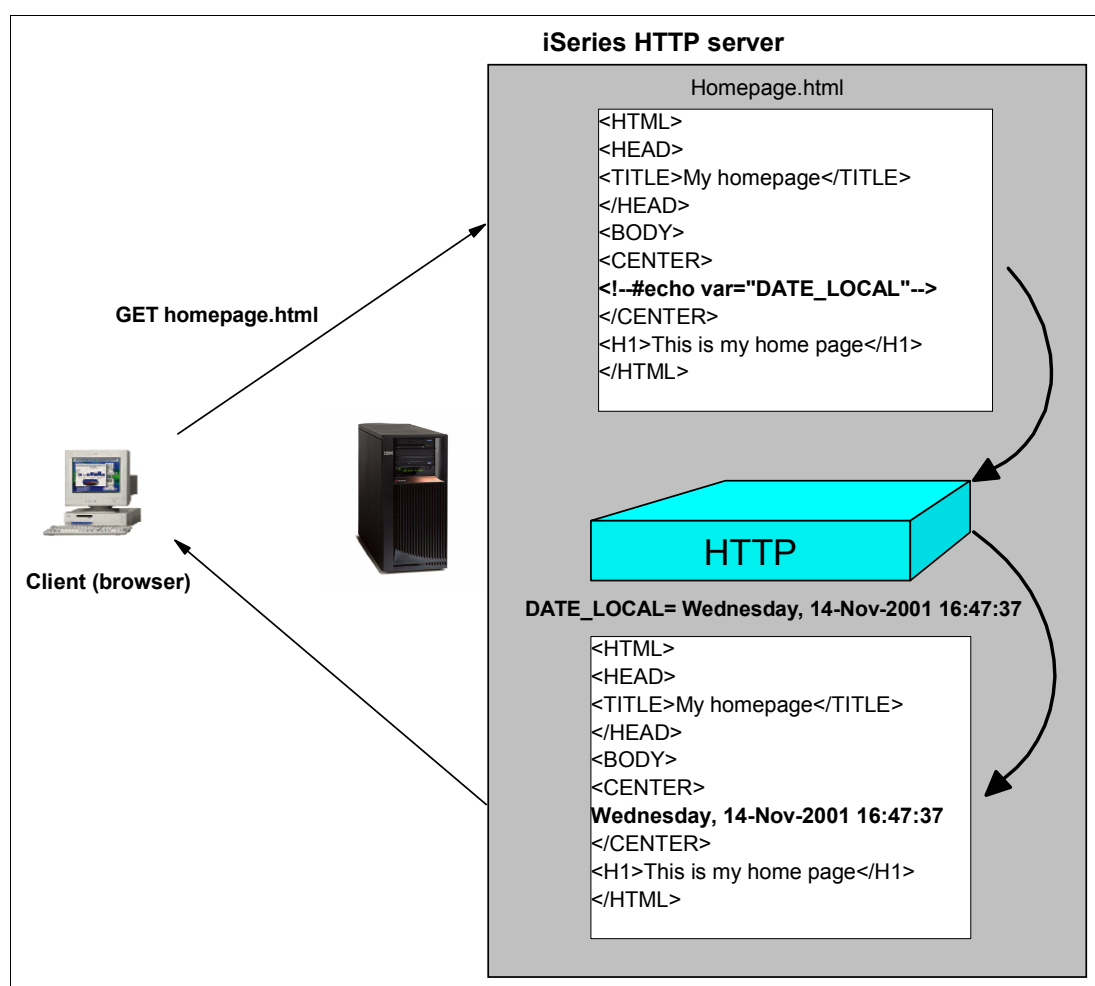 iSeries HTTP server
Homepage.html
<HTML>
<HEAD>
<TITLE>My homepage</TITLE>
</HEAD>
<BODY>
<CENTER>
<!--#echo var="DATE_LOCAL"-->
</CENTER>
<H1>This is my home page</H1>
</HTML>
GET homepage.html
Client (browser)
HTTP
DATE_LOCAL= Wednesday, 14-Nov-2001 16:47:37
<HTML>
<HEAD>
<TITLE>My homepage</TITLE>
</HEAD>
<BODY>
<CENTER>
Wednesday, 14-Nov-2001 16:47:37
</CENTER>
<H1>This is my home page</H1>
</HTML>